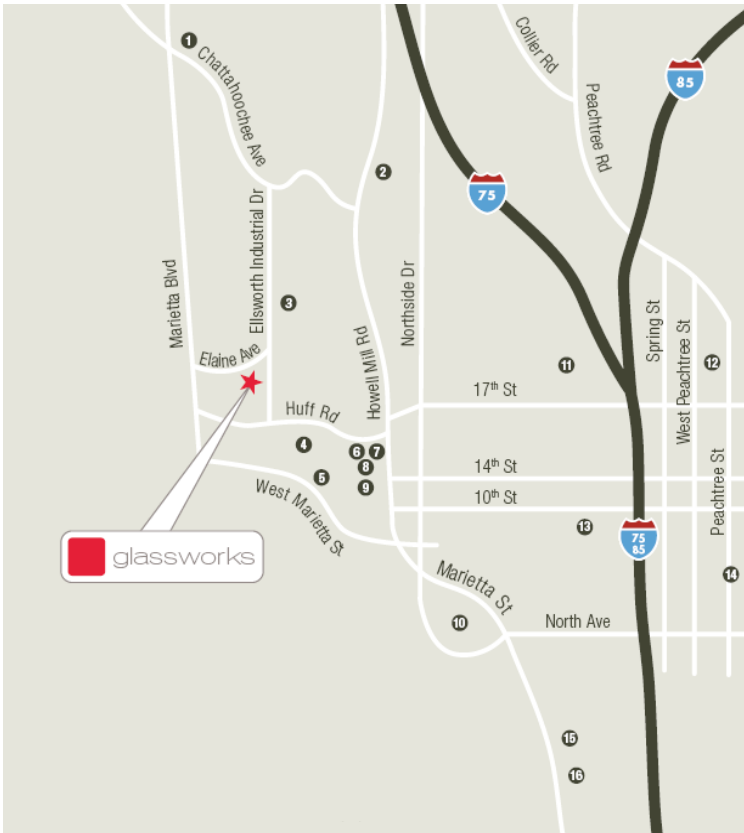 1
Chattahoochee Ave
Collier Rd
85
Peachtree Rd
2
75
Ellsworth Industrial Dr
Marietta Blvd
Northside Dr
3
Spring St
West Peachtree St
Elaine Ave
Howell Mill Rd
11
12
17th St
Huff Rd
4
6
7
8
14th St
5
9
10th St
West Marietta St
Peachtree St
13
75
85
glassworks
Marietta St
14
10
North Ave
15
16